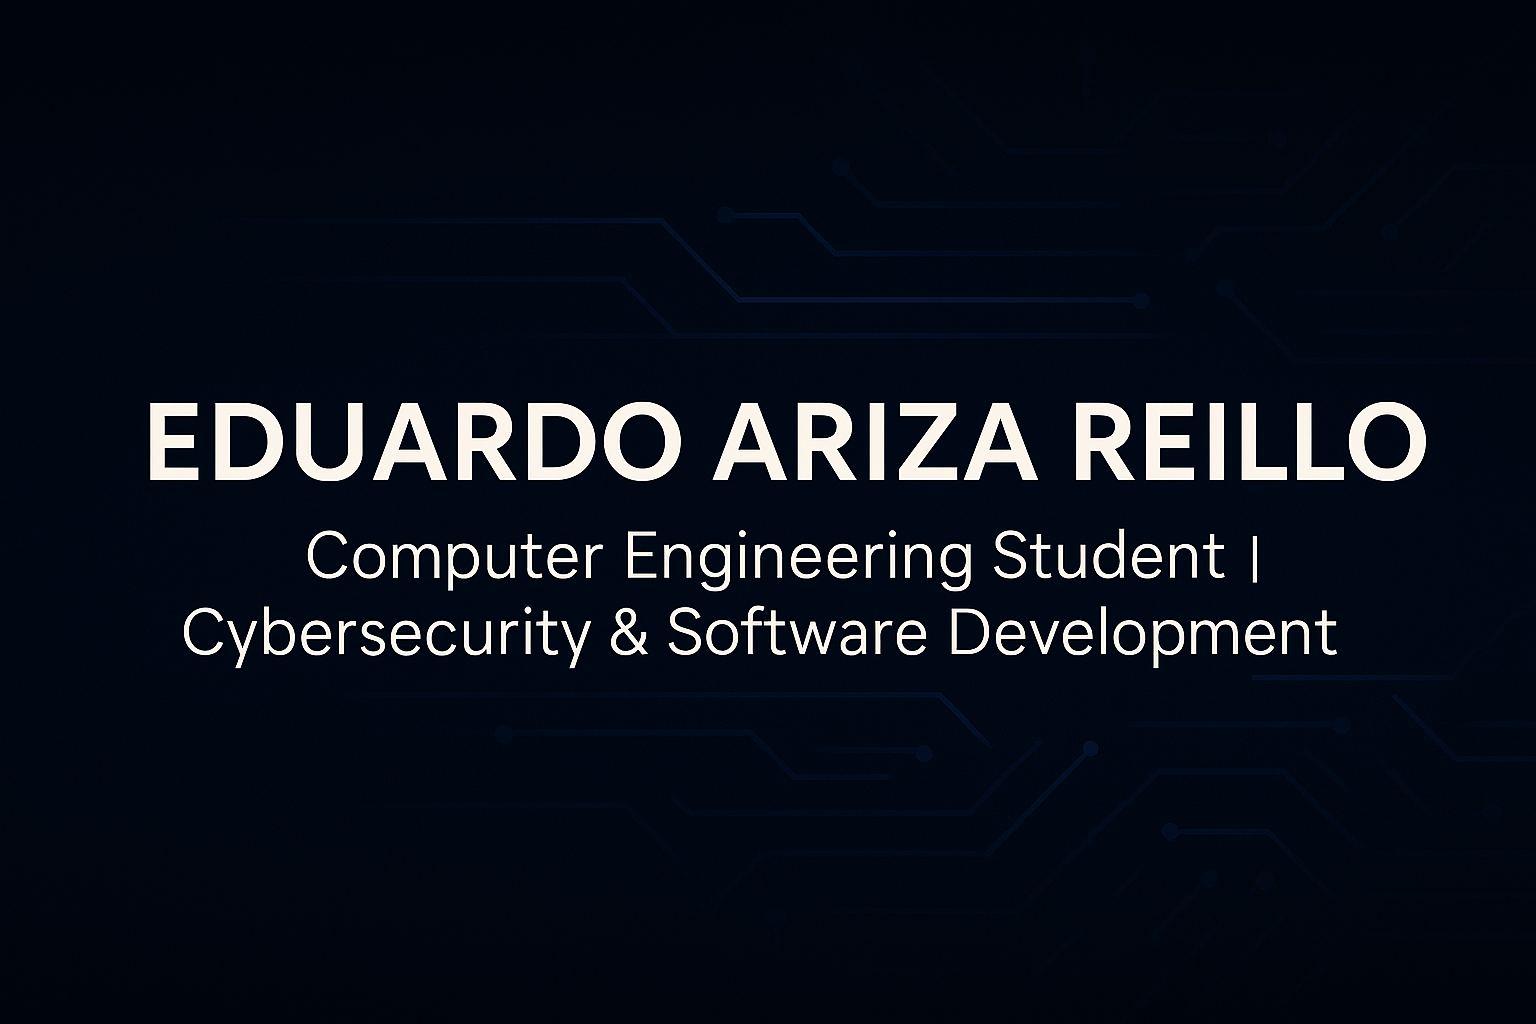 EDUARDO ARIZA REILLO
Computer Engineering Student |
Cybersecurity & Software Development